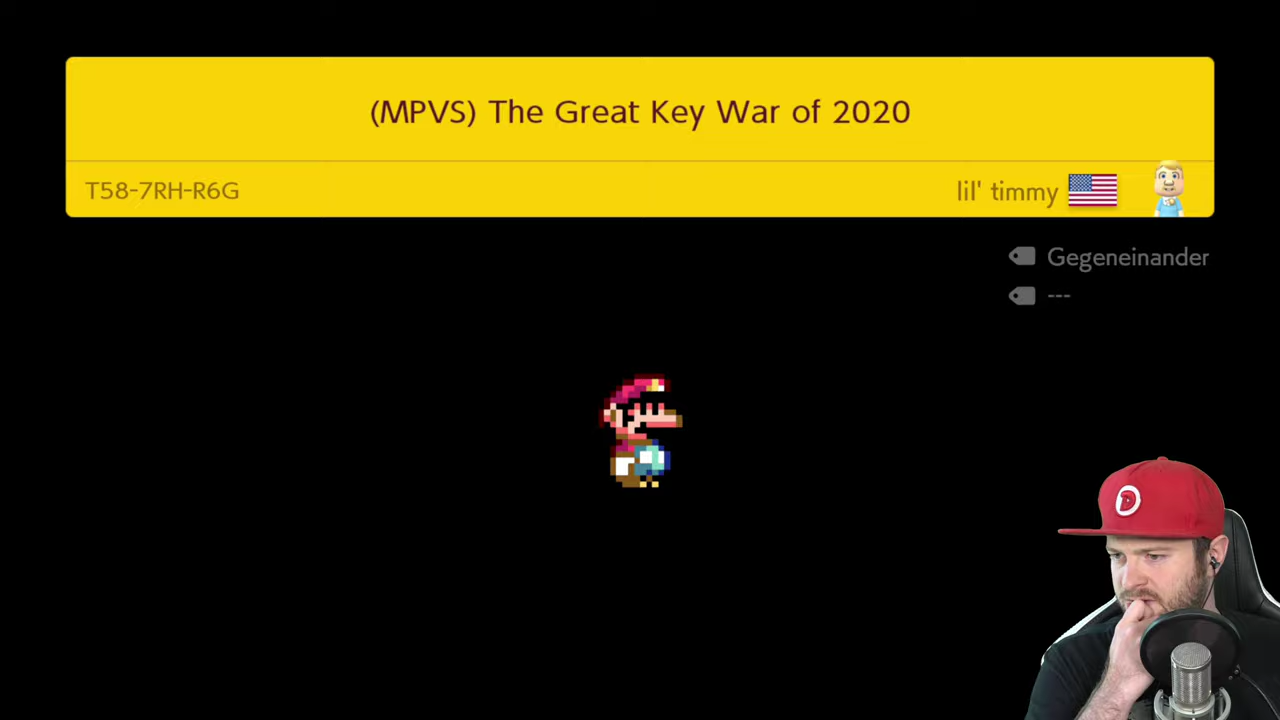 (MPVS) The Great Key War of 2020
T58-7RH-R6G
lil' timmy
Gegeneinander
---
D